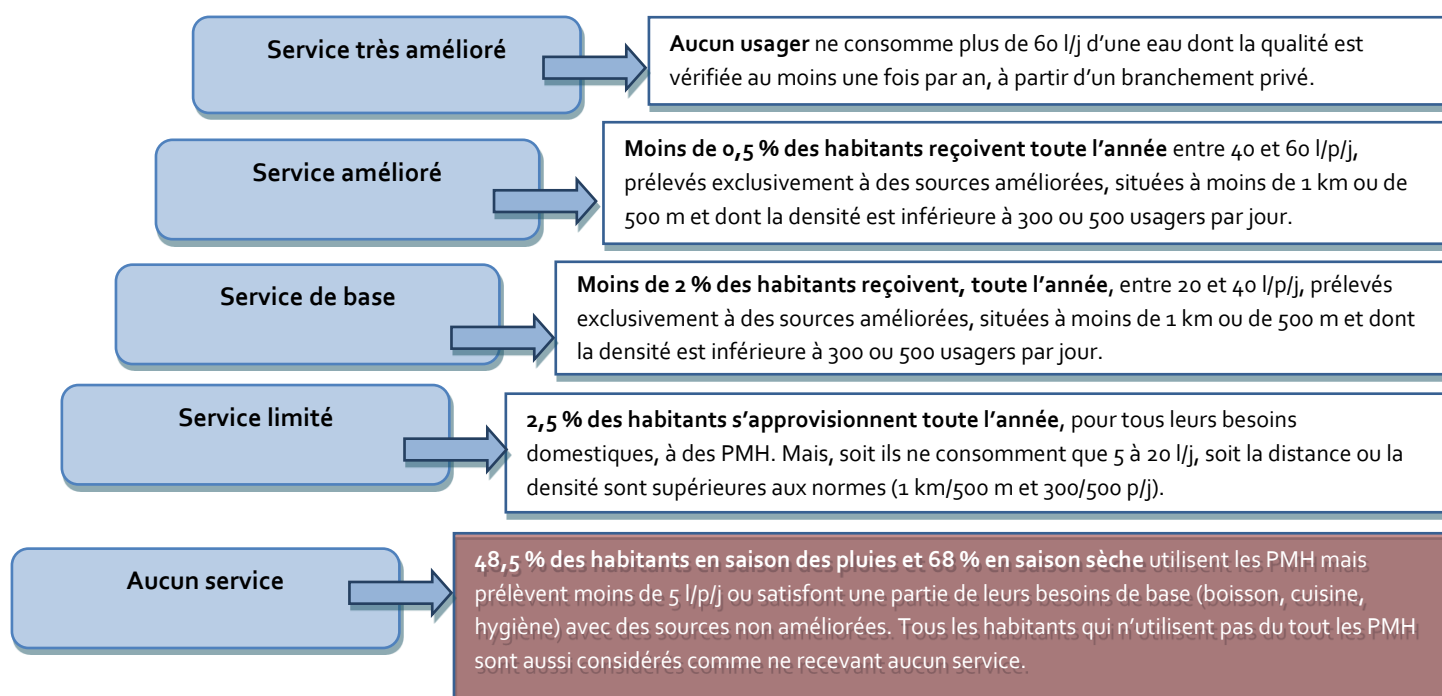 Service très amélioré
Aucun usager ne consomme plus de 60 l/j d'une eau dont la qualité est
vérifiée au moins une fois par an, à partir d'un branchement privé.
Service amélioré
Moins de 0,5 % des habitants reçoivent toute l'année entre 40 et 60 l/p/j,
prélevés exclusivement à des sources améliorées, situées à moins de 1 km ou de
500 m et dont la densité est inférieure à 300 ou 500 usagers par jour.
Service de base
Moins de 2 % des habitants reçoivent, toute l'année, entre 20 et 40 l/p/j, prélevés
exclusivement à des sources améliorées, situées à moins de 1 km ou de 500 m et dont
la densité est inférieure à 300 ou 500 usagers par jour.
Service limité
2,5 % des habitants s'approvisionnent toute l'année, pour tous leurs besoins
domestiques, à des PMH. Mais, soit ils ne consomment que 5 à 20 l/j, soit la distance ou la
densité sont supérieures aux normes (1 km/500 m et 300/500 p/j).
Aucun service
48,5 % des habitants en saison des pluies et 68 % en saison sèche utilisent les PMH mais
prélèvent moins de 5 l/p/j ou satisfont une partie de leurs besoins de base (boisson, cuisine,
hygiène) avec des sources non améliorées. Tous les habitants qui n'utilisent pas du tout les PMH
sont aussi considérés comme ne recevant aucun service.